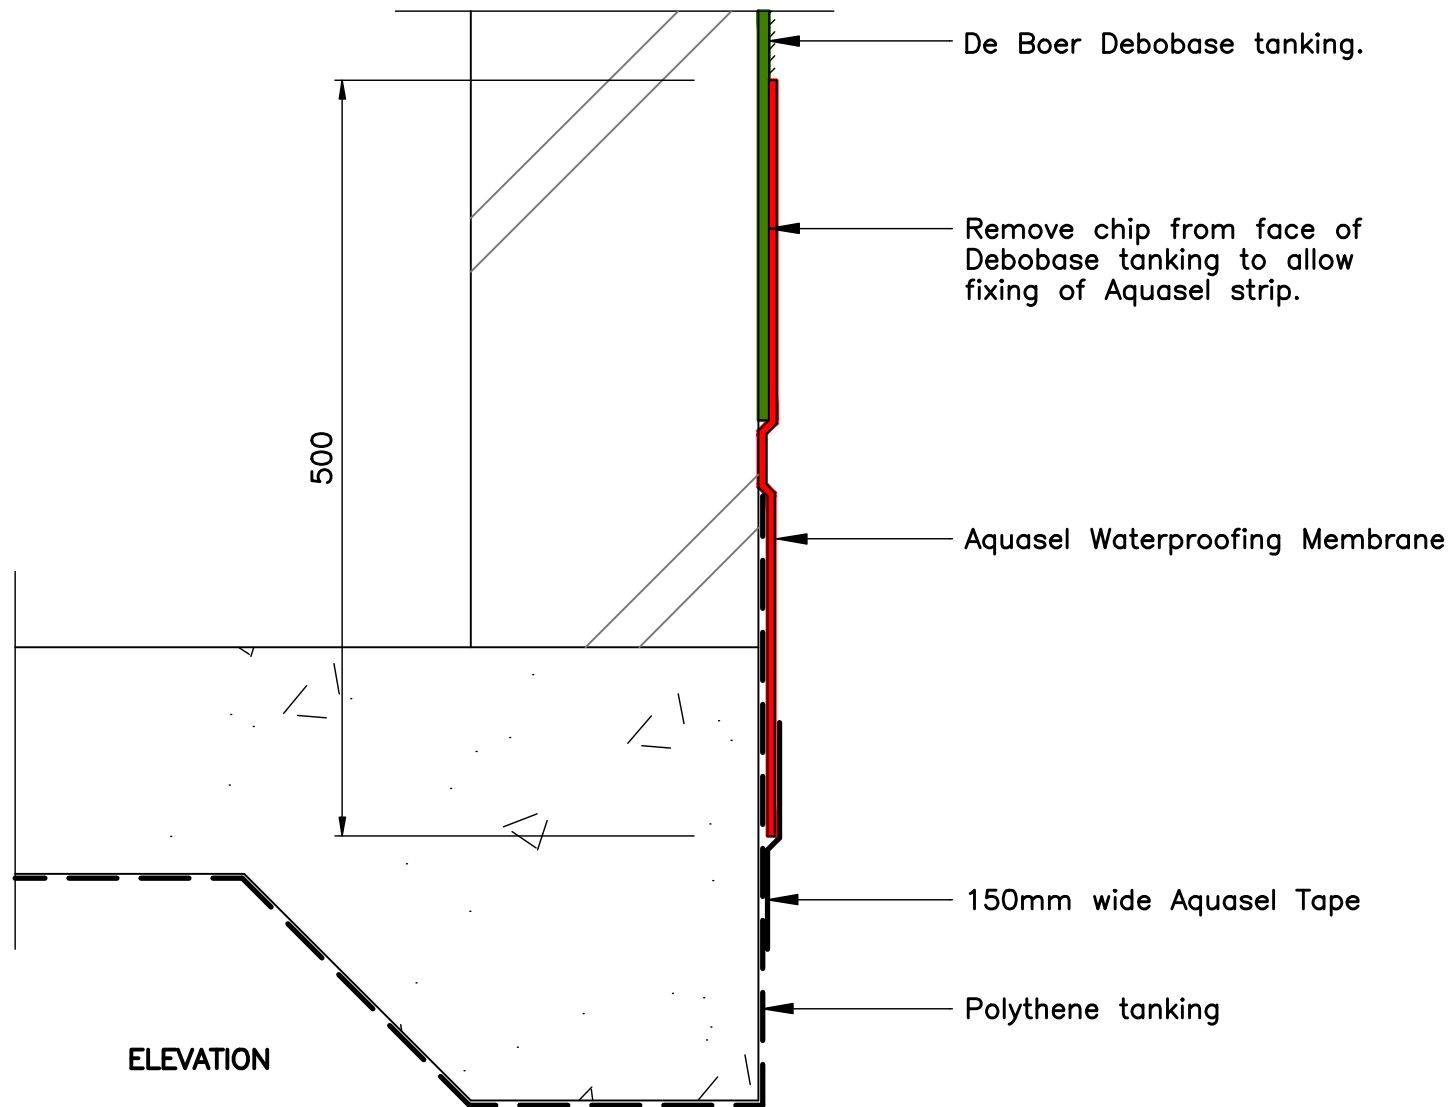 De Boer Debobase tanking.
Remove chip from face of
Debobase tanking to allow
fixing of Aquasel strip.
500
Aquasel Waterproofing Membrane
150mm wide Aquasel Tape
Polythene tanking
ELEVATION